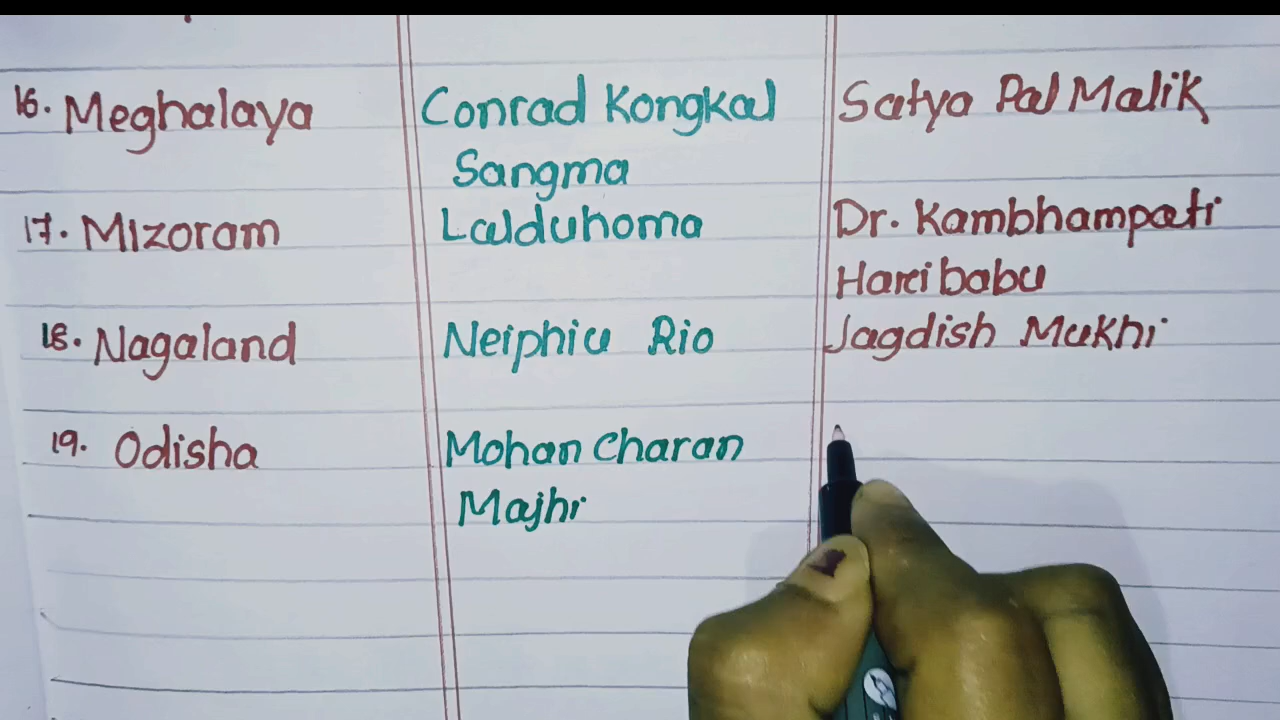 16. Meghalaya Conrad Kongkal Satya Pal Malik
Sangma
17. Mizoram Lalduhoma Dr. Kambhampati
Haribabu
18. Nagaland Neiphiu Rio Jagdish Mukhi
19. Odisha Mohan Charan
Majhi